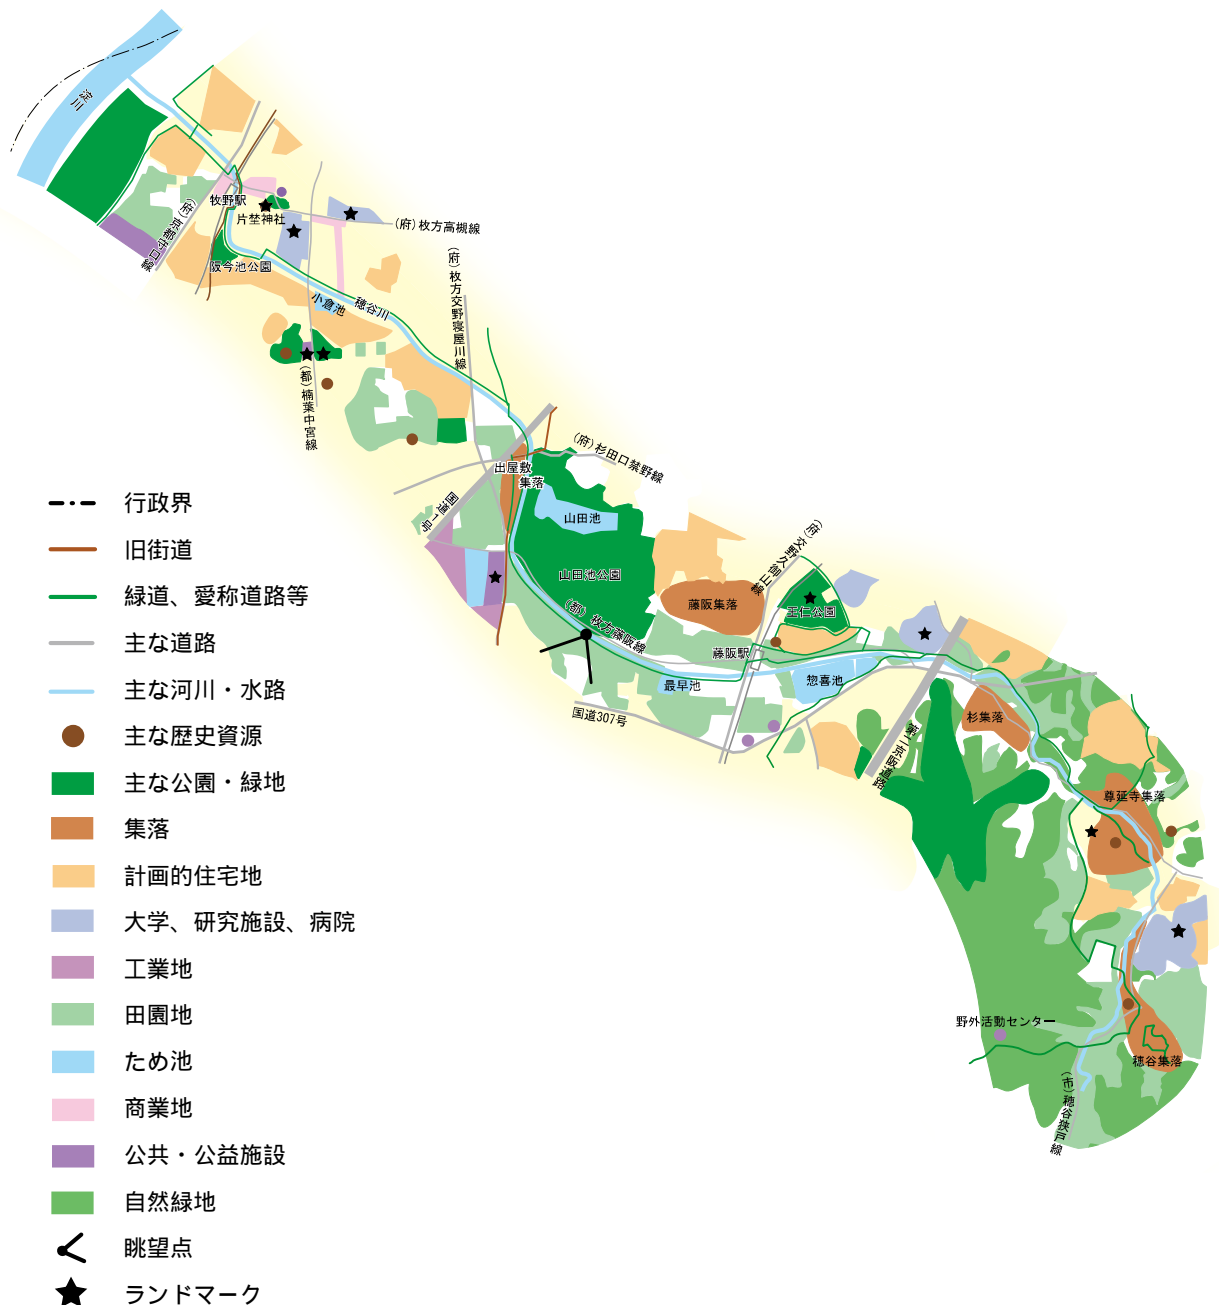 淀川
牧野駅
片埜神社
(府)京都守口線
(府)枚方高槻線
阪今池公園
小倉池
穂谷川
(府)枚方交野寝屋川線
(都)楠葉中宮線
(府)杉田口禁野線
出屋敷
集落
国道1号
山田池
山田池公園
(都)枚方藤阪線
藤阪集落
(府)交野久御山線
王仁公園
藤阪駅
最早池
惣喜池
国道307号
第二京阪道路
杉集落
尊延寺集落
野外活動センター
穂谷集落
(市)穂谷狭戸線
行政界
旧街道
緑道、愛称道路等
主な道路
主な河川・水路
主な歴史資源
主な公園・緑地
集落
計画的住宅地
大学、研究施設、病院
工業地
田園地
ため池
商業地
公共・公益施設
自然緑地
眺望点
ランドマーク